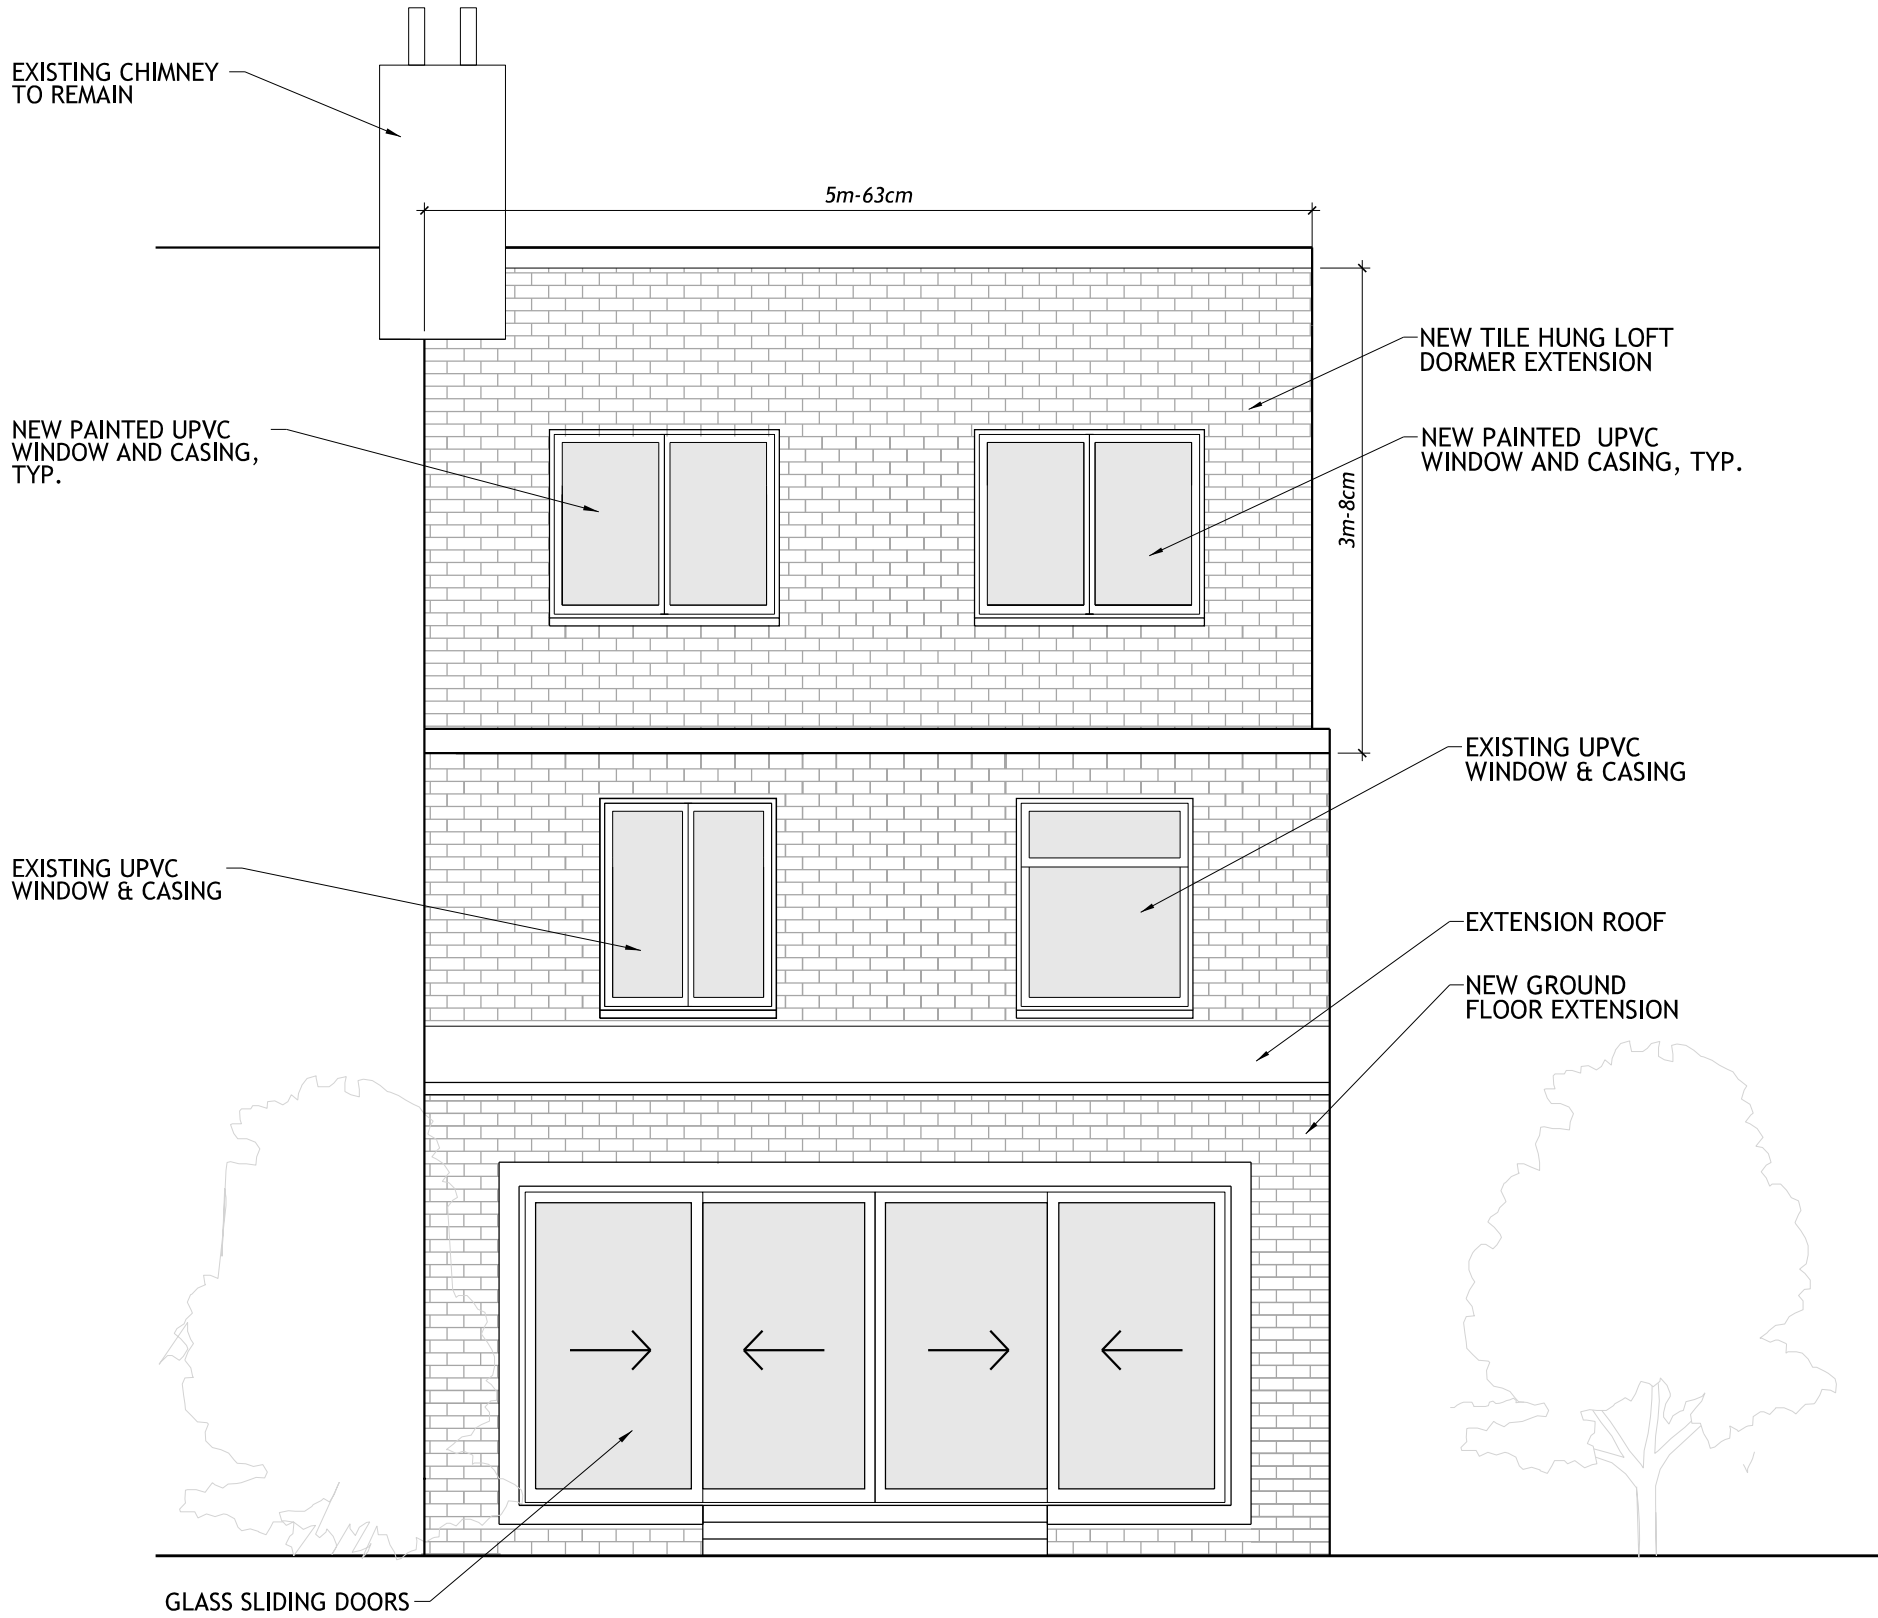 EXISTING CHIMNEY
TO REMAIN
5m-63cm
NEW TILE HUNG LOFT
DORMER EXTENSION
NEW PAINTED UPVC
WINDOW AND CASING,
TYP.
NEW PAINTED  UPVC
WINDOW AND CASING, TYP.
3m-8cm
EXISTING UPVC
WINDOW & CASING
EXISTING UPVC
WINDOW & CASING
EXTENSION ROOF
NEW GROUND
FLOOR EXTENSION
GLASS SLIDING DOORS